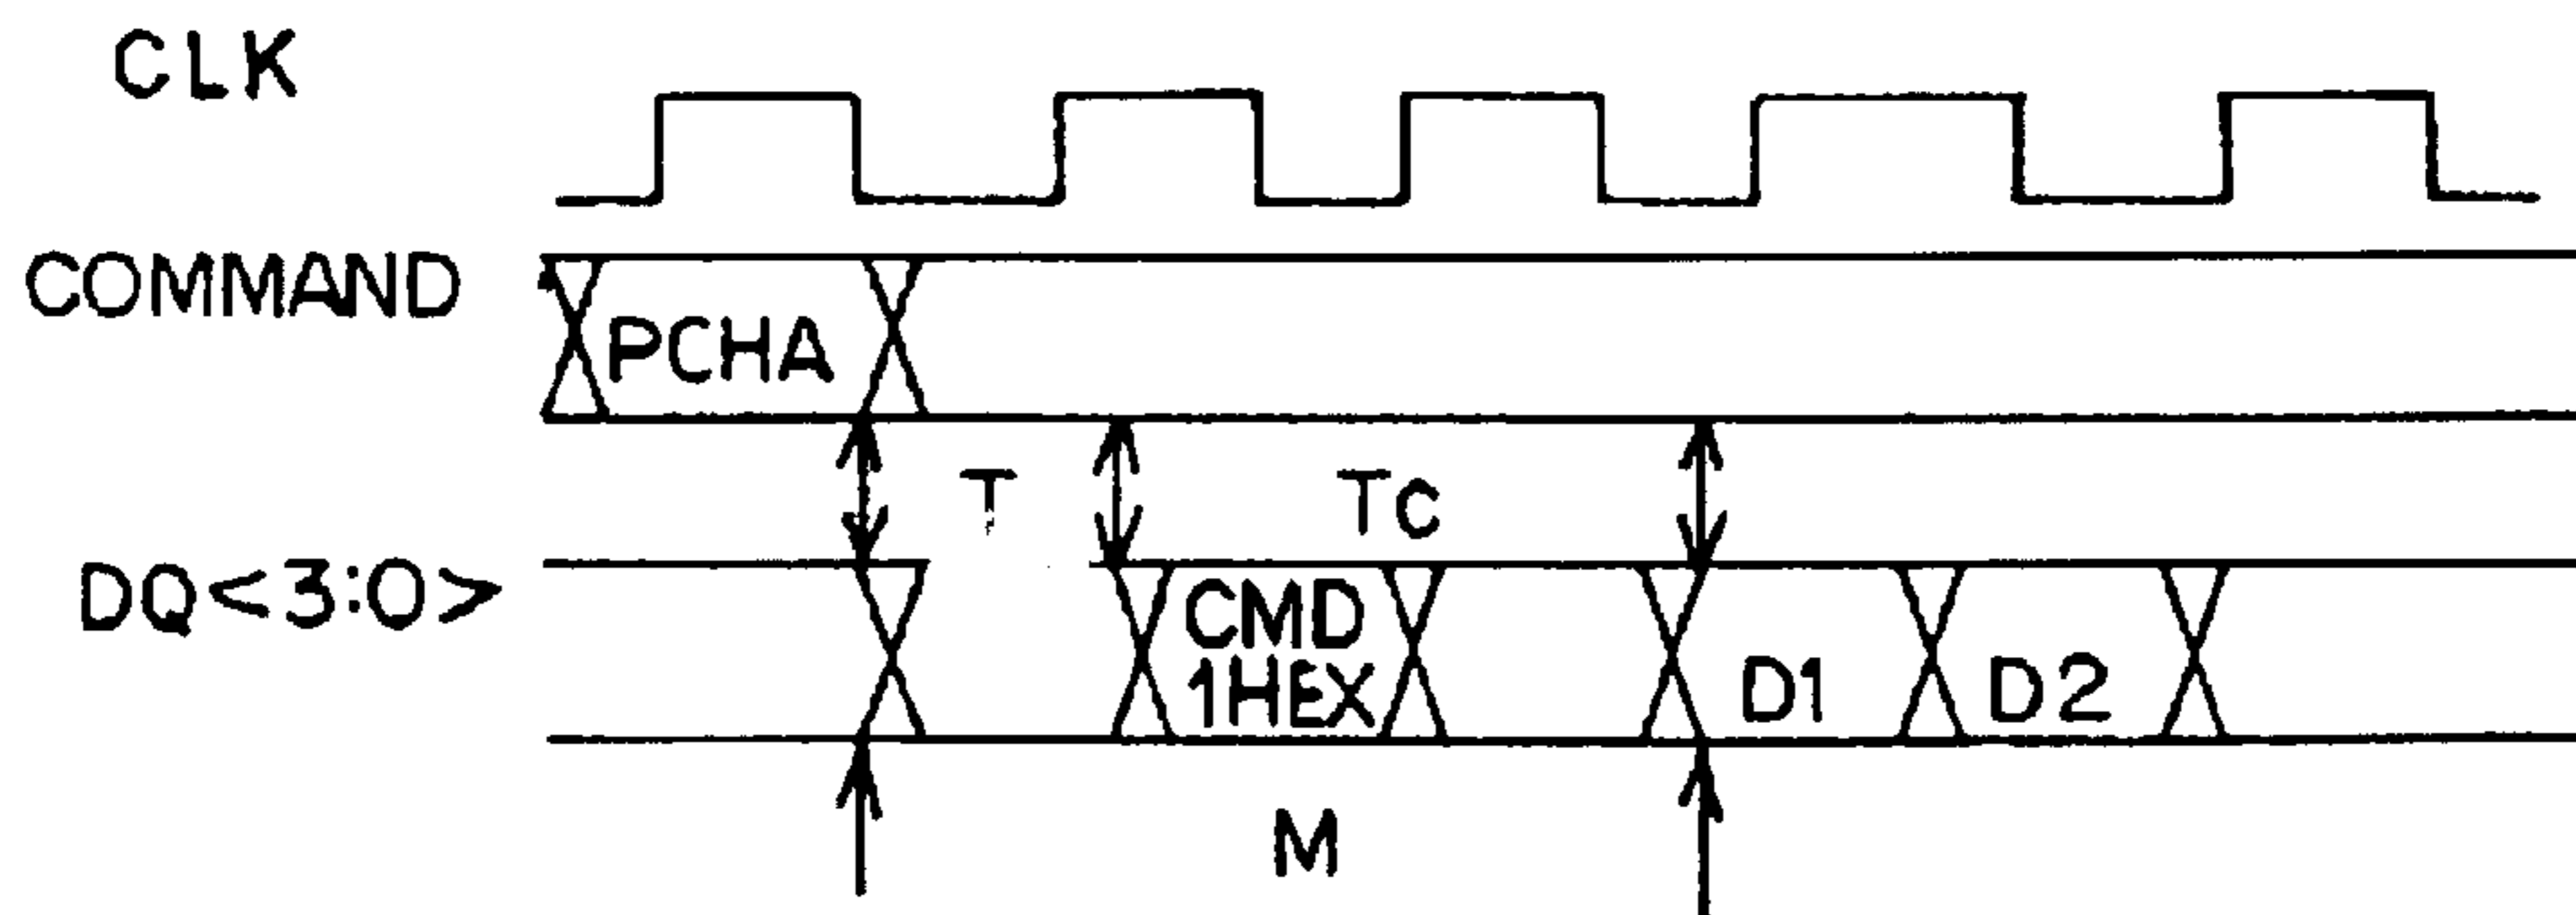 CLK
COMMAND
PCHA
T
Tc
DQ<3:0>
CMD
1HEX
D1
D2
M